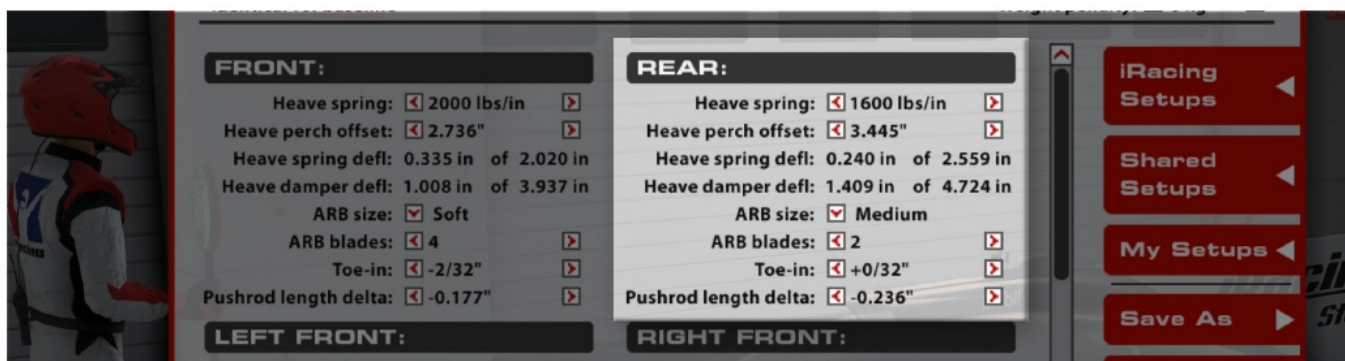 FRONT:
Heave spring: 2000 lbs/in
Heave perch offset: 2.736"
Heave spring defl: 0.335 in of 2.020 in
Heave damper defl: 1.008 in of 3.937 in
ARB size: Soft
ARB blades: 4
Toe-in: -2/32"
Pushrod length delta: -0.177"
LEFT FRONT:
REAR:
Heave spring: 1600 lbs/in
Heave perch offset: 3.445"
Heave spring defl: 0.240 in of 2.559 in
Heave damper defl: 1.409 in of 4.724 in
ARB size: Medium
ARB blades: 2
Toe-in: +0/32"
Pushrod length delta: -0.236"
RIGHT FRONT:
iRacing
Setups
Shared
Setups
My Setups
Save As